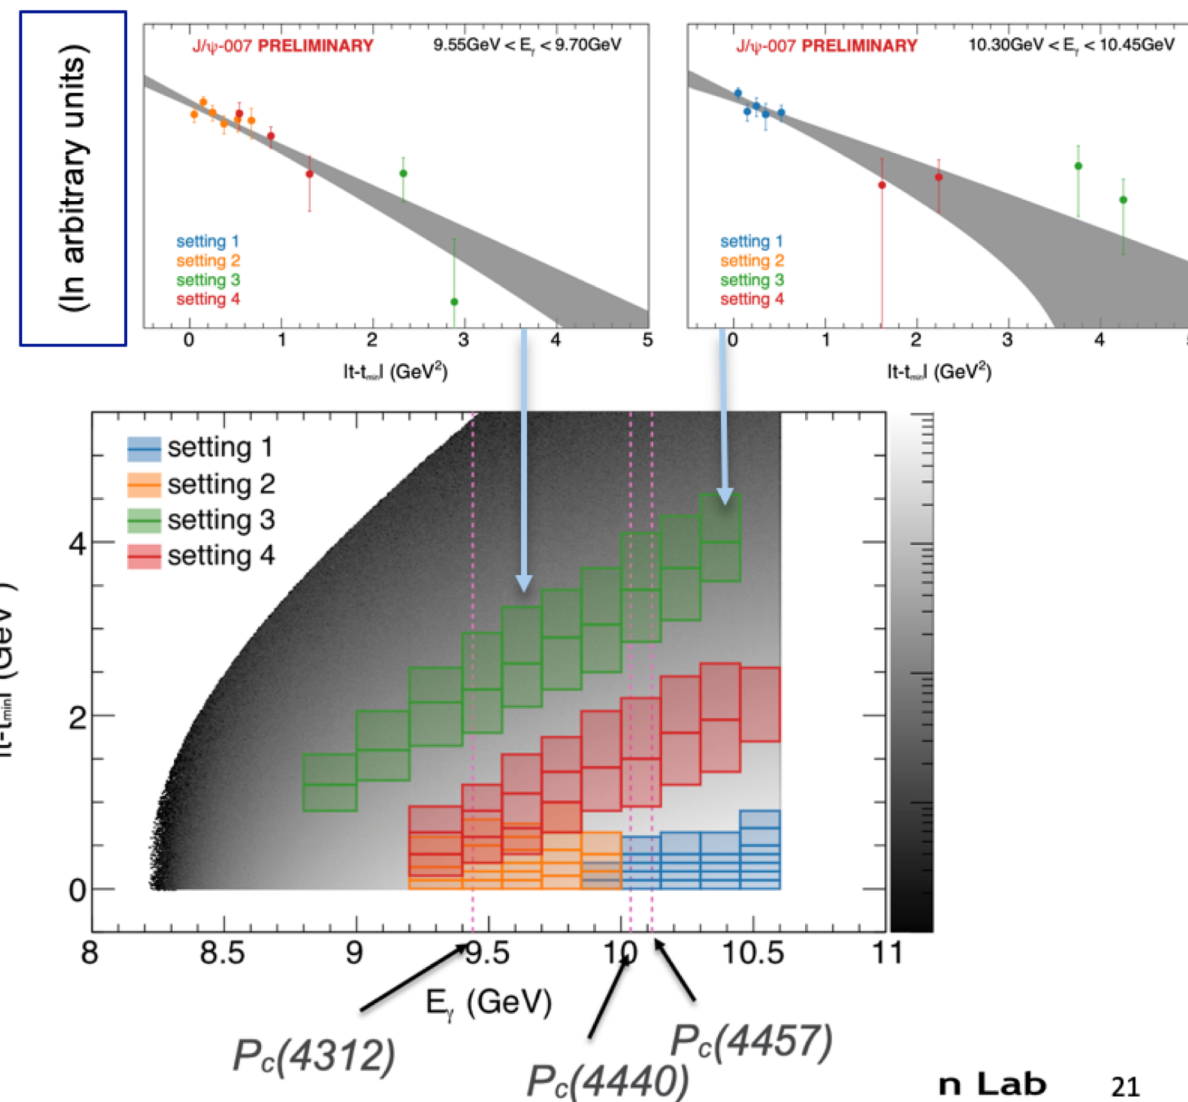 (In arbitrary units)
J/ψ-007 PRELIMINARY 9.55GeV < Eγ < 9.70GeV
setting 1
setting 2
setting 3
setting 4
0 1 2 3 4 5
|t-tmin| (GeV²)
J/ψ-007 PRELIMINARY 10.30GeV < Eγ < 10.45GeV
setting 1
setting 2
setting 3
setting 4
0 1 2 3 4
|t-tmin| (GeV²)
setting 1
setting 2
setting 3
setting 4
4
2
0
8 8.5 9 9.5 10 10.5 11
Eγ (GeV)
Pc(4312)
Pc(4440)
Pc(4457)
n Lab 21